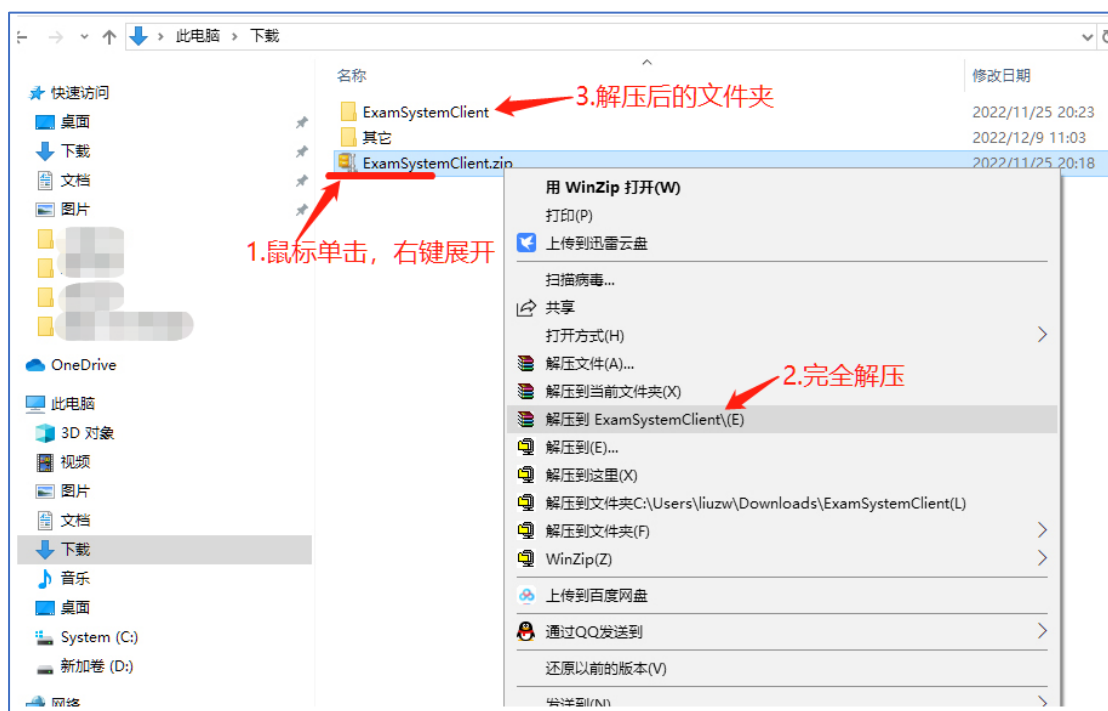 此电脑 › 下载
名称
修改日期
快速访问
桌面
下载
文档
图片
OneDrive
此电脑
3D 对象
视频
图片
文档
下载
音乐
桌面
System (C:)
新加卷 (D:)
网络
ExamSystemClient
2022/11/25 20:23
其它
2022/12/9 11:03
ExamSystemClient.zip
2022/11/25 20:18
3.解压后的文件夹
1.鼠标单击，右键展开
2.完全解压
用 WinZip 打开(W)
打印(P)
上传到迅雷云盘
扫描病毒...
共享
打开方式(H)
解压文件(A)...
解压到当前文件夹(X)
解压到 ExamSystemClient\(E)
解压到(E)...
解压到这里(X)
解压到文件夹C:\Users\liuzw\Downloads\ExamSystemClient(L)
解压到文件夹(F)
WinZip(Z)
上传到百度网盘
通过QQ发送到
还原以前的版本(V)
发送到(N)